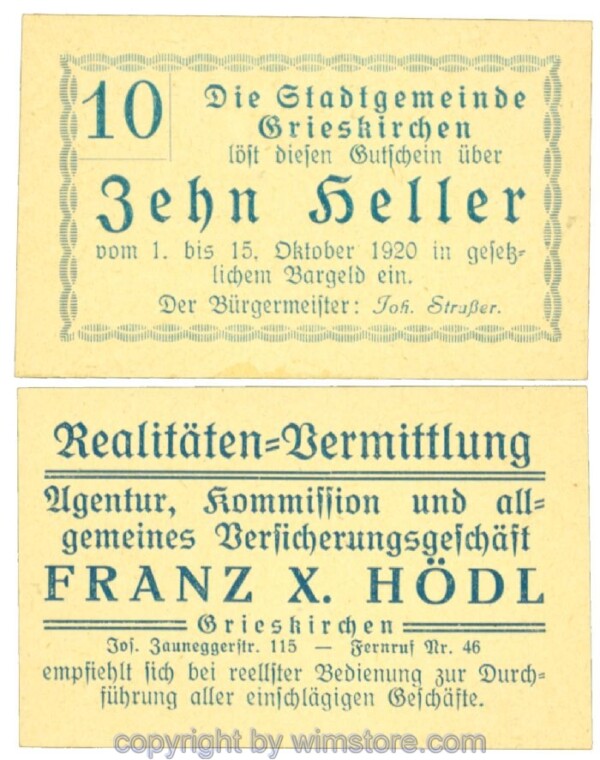 10
Die Stadtgemeinde
Grieskirchen
löst diesen Gutschein über
Zehn Heller
vom 1. bis 15. Oktober 1920 in gesetz-
lichem Bargeld ein.
Der Bürgermeister: Joh. Straßer.
Realitäten-Vermittlung
Agentur, Kommission und all-
gemeines Versicherungsgeschäft
FRANZ X. HÖDL
Grieskirchen
Jos. Zauneggerstr. 115 — Fernruf Nr. 46
empfiehlt sich bei reellster Bedienung zur Durch-
führung aller einschlägigen Geschäfte.
copyright by wimstore.com